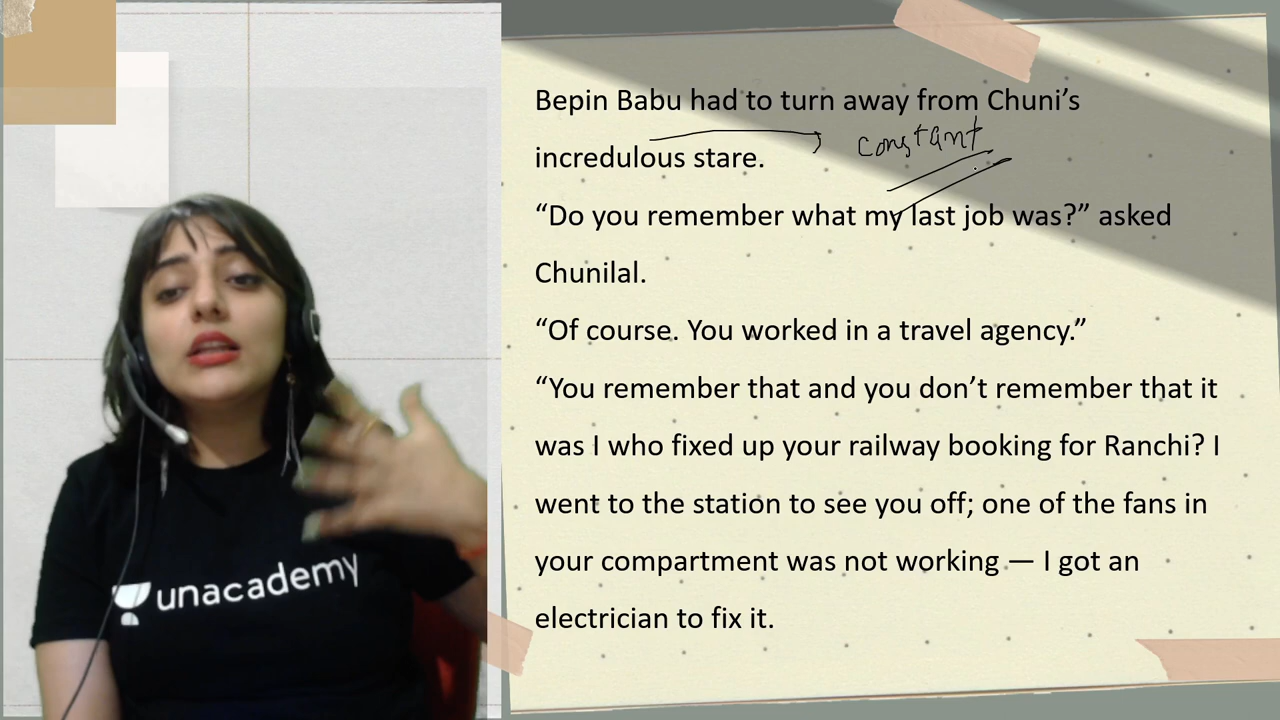 Bepin Babu had to turn away from Chuni’s
constant
incredulous stare.
“Do you remember what my last job was?” asked
Chunilal.
“Of course. You worked in a travel agency.”
“You remember that and you don’t remember that it
was I who fixed up your railway booking for Ranchi? I
went to the station to see you off; one of the fans in
your compartment was not working — I got an
electrician to fix it.
unacademy